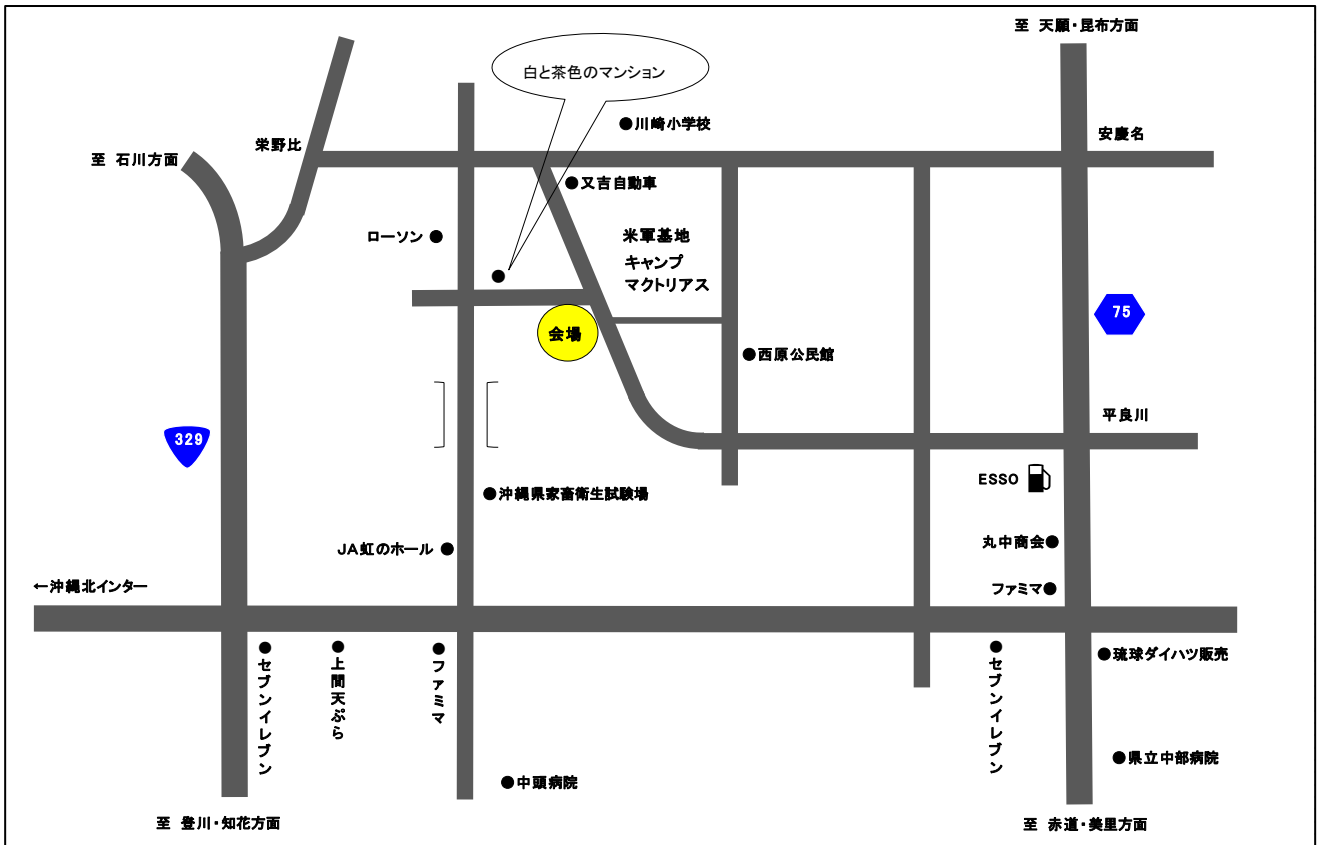 至 天願・昆布方面
白と茶色のマンション
●川崎小学校
安慶名
栄野比
至 石川方面
●又吉自動車
ローソン ●
米軍基地
キャンプ
マクトリアス
75
会場
●西原公民館
平良川
329
ESSO
●沖縄県家畜衛生試験場
JA虹のホール ●
丸中商会●
←沖縄北インター
ファミマ●
●セブンイレブン
●上間天ぷら
●ファミマ
●セブンイレブン
●琉球ダイハツ販売
●県立中部病院
●中頭病院
至 登川・知花方面
至 赤道・美里方面